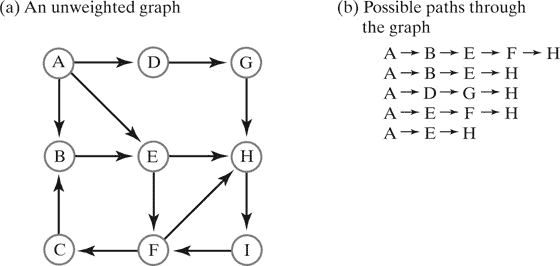 (a) An unweighted graph
A D G
B E H
C F I
(b) Possible paths through
the graph
A → B → E → F → H
A → B → E → H
A → D → G → H
A → E → F → H
A → E → H